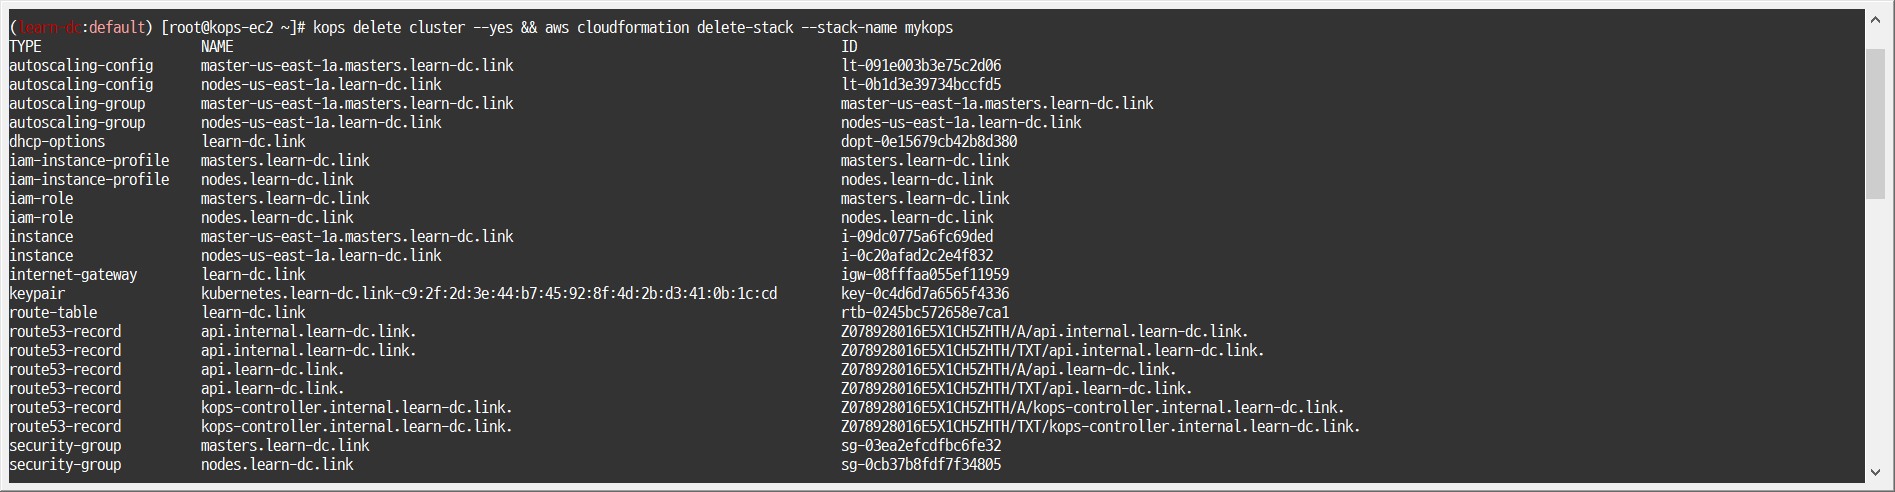 (learn-dc:default) [root@kops-ec2 ~]# kops delete cluster --yes && aws cloudformation delete-stack --stack-name mykops
TYPE NAME ID
autoscaling-config master-us-east-1a.masters.learn-dc.link lt-091e003b3e75c2d06
autoscaling-config nodes-us-east-1a.learn-dc.link lt-0b1d3e39734bccfd5
autoscaling-group master-us-east-1a.masters.learn-dc.link master-us-east-1a.masters.learn-dc.link
autoscaling-group nodes-us-east-1a.learn-dc.link nodes-us-east-1a.learn-dc.link
dhcp-options learn-dc.link dopt-0e15679cb42b8d380
iam-instance-profile masters.learn-dc.link masters.learn-dc.link
iam-instance-profile nodes.learn-dc.link nodes.learn-dc.link
iam-role masters.learn-dc.link masters.learn-dc.link
iam-role nodes.learn-dc.link nodes.learn-dc.link
instance master-us-east-1a.masters.learn-dc.link i-09dc0775a6fc69ded
instance nodes-us-east-1a.learn-dc.link i-0c20afad2c2e4f832
internet-gateway learn-dc.link igw-08fffaa055ef11959
keypair kubernetes.learn-dc.link-c9:2f:2d:3e:44:b7:45:92:8f:4d:2b:d3:41:0b:1c:cd key-0c4d6d7a6565f4336
route-table learn-dc.link rtb-0245bc572658e7ca1
route53-record api.internal.learn-dc.link. Z078928016E5X1CH5ZHTH/A/api.internal.learn-dc.link.
route53-record api.internal.learn-dc.link. Z078928016E5X1CH5ZHTH/TXT/api.internal.learn-dc.link.
route53-record api.learn-dc.link. Z078928016E5X1CH5ZHTH/A/api.learn-dc.link.
route53-record api.learn-dc.link. Z078928016E5X1CH5ZHTH/TXT/api.learn-dc.link.
route53-record kops-controller.internal.learn-dc.link. Z078928016E5X1CH5ZHTH/A/kops-controller.internal.learn-dc.link.
route53-record kops-controller.internal.learn-dc.link. Z078928016E5X1CH5ZHTH/TXT/kops-controller.internal.learn-dc.link.
security-group masters.learn-dc.link sg-03ea2efcdfbc6fe32
security-group nodes.learn-dc.link sg-0cb37b8fdf7f34805